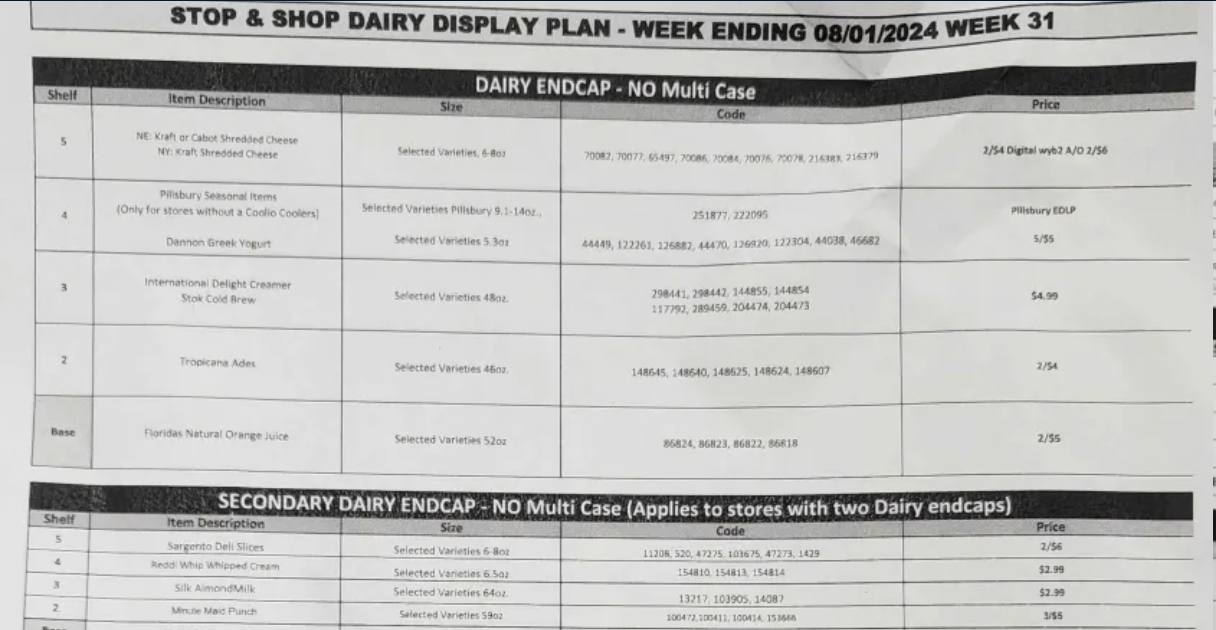 STOP & SHOP DAIRY DISPLAY PLAN - WEEK ENDING 08/01/2024 WEEK 31
DAIRY ENDCAP - NO Multi Case
Shelf Item Description Size Code Price
5 NE: Kraft or Cabot Shredded Cheese
NY: Kraft Shredded Cheese Selected Varieties, 6-8oz 70082, 70077, 65497, 70086, 70084, 70076, 70078, 216383, 216379 2/$4 Digital wyb2 A/O 2/$6
4 Pillsbury Seasonal Items
(Only for stores without a Coolio Coolers) Selected Varieties Pillsbury 9.1-14oz., 251877, 222095 Pillsbury EDLP
Dannon Greek Yogurt Selected Varieties 5.3oz 44449, 122261, 126882, 44470, 126920, 122304, 44038, 46682 5/$5
3 International Delight Creamer 298441, 298442, 144855, 144854
Stok Cold Brew Selected Varieties 48oz. 117792, 289459, 204474, 204473 $4.99
2 Tropicana Ades Selected Varieties 46oz. 148645, 148640, 148625, 148624, 148607 2/$4
Base Floridas Natural Orange Juice Selected Varieties 52oz 86824, 86823, 86822, 86818 2/$5
SECONDARY DAIRY ENDCAP - NO Multi Case (Applies to stores with two Dairy endcaps)
Shelf Item Description Size Code Price
5 Sargento Deli Slices Selected Varieties 6-8oz 11208, 520, 47275, 103675, 47273, 1429 2/$6
4 Reddi Whip Whipped Cream Selected Varieties 6.5oz 154810, 154813, 154814 $2.99
3 Silk AlmondMilk Selected Varieties 64oz. 13217, 103905, 14087 $2.99
2 Minute Maid Punch Selected Varieties 59oz 100472, 100411, 100414, 3/$5